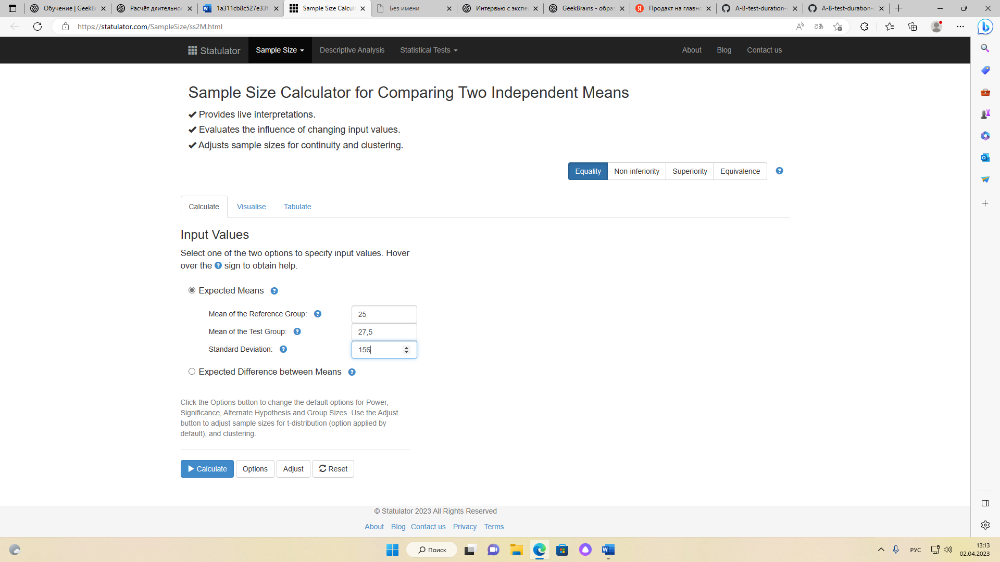 Обучение | GeekBr
Расчёт длительнос
1a311cb8c527e33f
Sample Size Calcula
Без имени
Интервью с экспер
GeekBrains - образ
Продакт на главно
A-B-test-duration-
A-B-test-duration-
https://statulator.com/SampleSize/ss2M.html
Statulator
Sample Size
Descriptive Analysis
Statistical Tests
About
Blog
Contact us
Sample Size Calculator for Comparing Two Independent Means
Provides live interpretations.
Evaluates the influence of changing input values.
Adjusts sample sizes for continuity and clustering.
Equality
Non-inferiority
Superiority
Equivalence
Calculate
Visualise
Tabulate
Input Values
Select one of the two options to specify input values. Hover
over the ? sign to obtain help.
Expected Means ?
Mean of the Reference Group: ? 25
Mean of the Test Group: ? 27,5
Standard Deviation: ? 156
Expected Difference between Means ?
Click the Options button to change the default options for Power,
Significance, Alternate Hypothesis and Group Sizes. Use the Adjust
button to adjust sample sizes for t-distribution (option applied by
default), and clustering.
Calculate
Options
Adjust
Reset
© Statulator 2023 All Rights Reserved
About Blog Contact us Privacy Terms
Поиск
РУС
13:13
02.04.2023